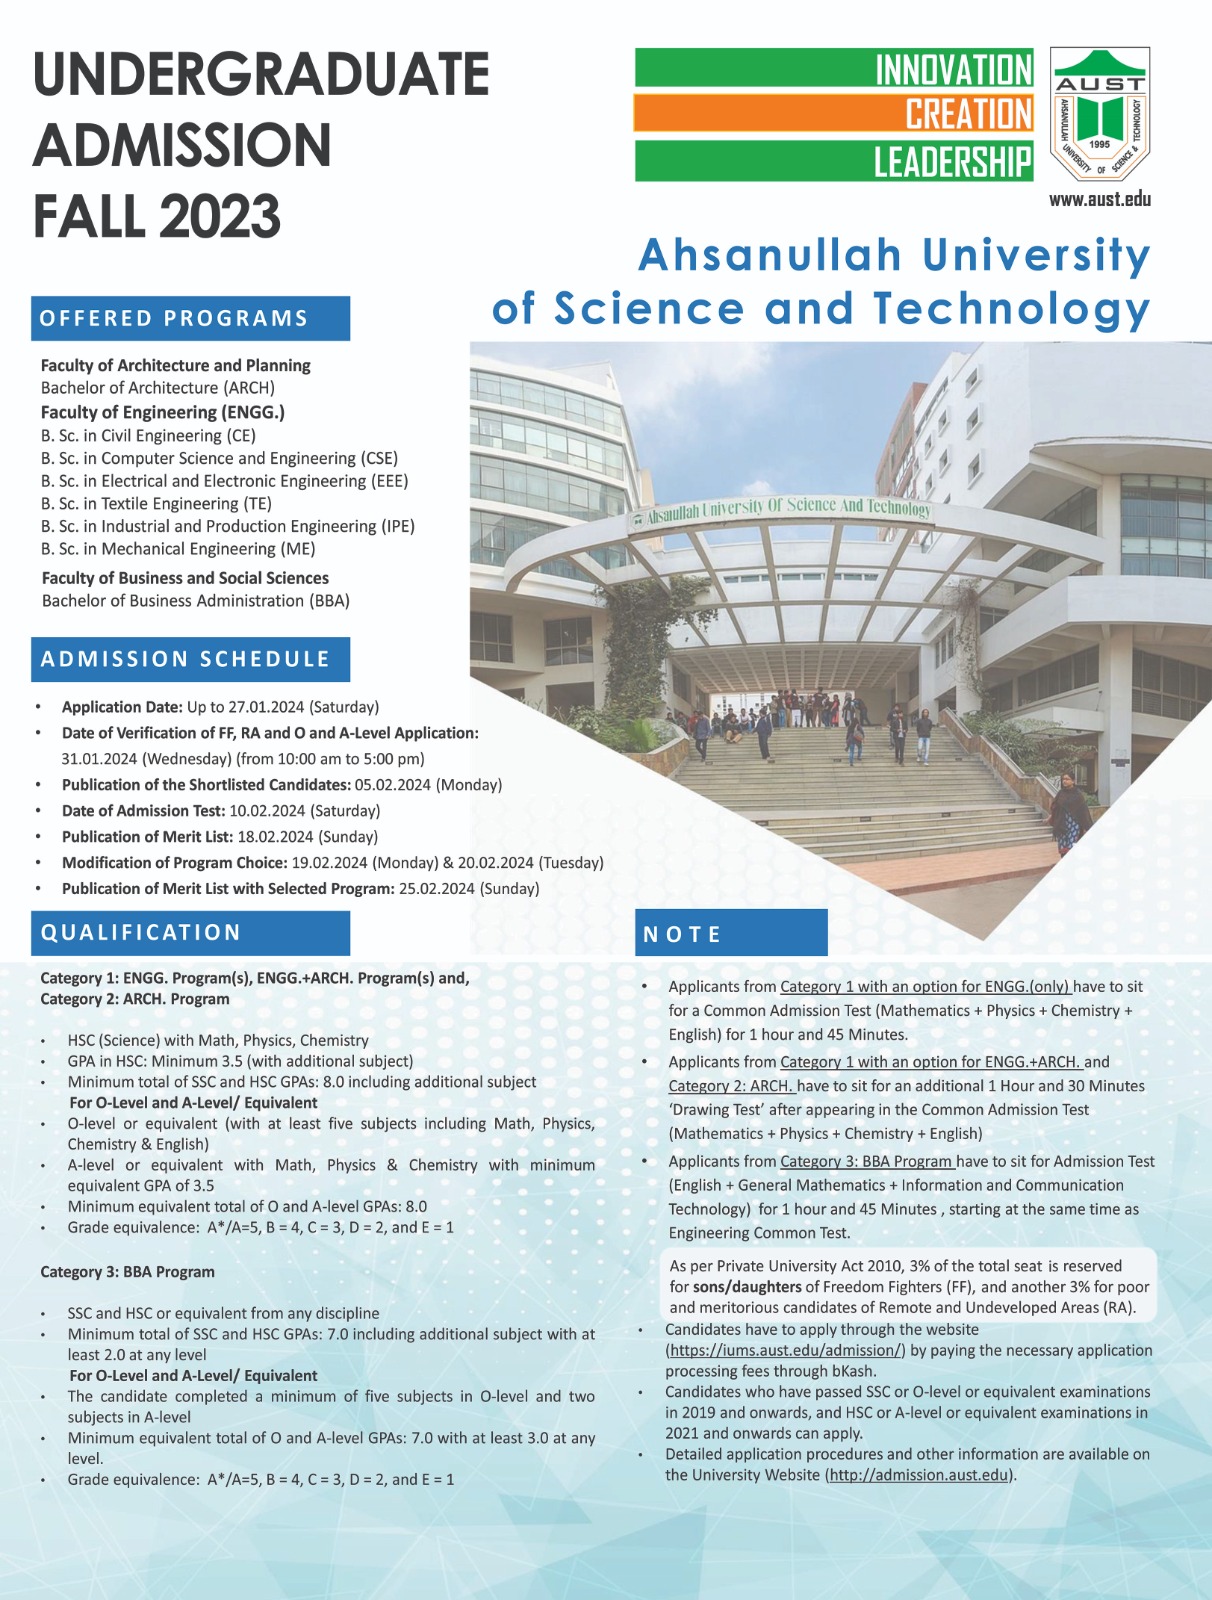 UNDERGRADUATE
ADMISSION
FALL 2023
INNOVATION
CREATION
LEADERSHIP
AUST
AHSANULLAH UNIVERSITY OF SCIENCE & TECHNOLOGY
1995
www.aust.edu
Ahsanullah University
of Science and Technology
OFFERED PROGRAMS
Faculty of Architecture and Planning
Bachelor of Architecture (ARCH)
Faculty of Engineering (ENGG.)
B. Sc. in Civil Engineering (CE)
B. Sc. in Computer Science and Engineering (CSE)
B. Sc. in Electrical and Electronic Engineering (EEE)
B. Sc. in Textile Engineering (TE)
B. Sc. in Industrial and Production Engineering (IPE)
B. Sc. in Mechanical Engineering (ME)
Faculty of Business and Social Sciences
Bachelor of Business Administration (BBA)
Ahsanullah University Of Science And Technology
ADMISSION SCHEDULE
• Application Date: Up to 27.01.2024 (Saturday)
• Date of Verification of FF, RA and O and A-Level Application:
31.01.2024 (Wednesday) (from 10:00 am to 5:00 pm)
• Publication of the Shortlisted Candidates: 05.02.2024 (Monday)
• Date of Admission Test: 10.02.2024 (Saturday)
• Publication of Merit List: 18.02.2024 (Sunday)
• Modification of Program Choice: 19.02.2024 (Monday) & 20.02.2024 (Tuesday)
• Publication of Merit List with Selected Program: 25.02.2024 (Sunday)
QUALIFICATION
Category 1: ENGG. Program(s), ENGG.+ARCH. Program(s) and,
Category 2: ARCH. Program
• HSC (Science) with Math, Physics, Chemistry
• GPA in HSC: Minimum 3.5 (with additional subject)
• Minimum total of SSC and HSC GPAs: 8.0 including additional subject
For O-Level and A-Level/ Equivalent
• O-level or equivalent (with at least five subjects including Math, Physics,
Chemistry & English)
• A-level or equivalent with Math, Physics & Chemistry with minimum
equivalent GPA of 3.5
• Minimum equivalent total of O and A-level GPAs: 8.0
• Grade equivalence: A*/A=5, B = 4, C = 3, D = 2, and E = 1
Category 3: BBA Program
• SSC and HSC or equivalent from any discipline
• Minimum total of SSC and HSC GPAs: 7.0 including additional subject with at
least 2.0 at any level
For O-Level and A-Level/ Equivalent
• The candidate completed a minimum of five subjects in O-level and two
subjects in A-level
• Minimum equivalent total of O and A-level GPAs: 7.0 with at least 3.0 at any
level.
• Grade equivalence: A*/A=5, B = 4, C = 3, D = 2, and E = 1
NOTE
• Applicants from Category 1 with an option for ENGG.(only) have to sit
for a Common Admission Test (Mathematics + Physics + Chemistry +
English) for 1 hour and 45 Minutes.
• Applicants from Category 1 with an option for ENGG.+ARCH. and
Category 2: ARCH. have to sit for an additional 1 Hour and 30 Minutes
‘Drawing Test’ after appearing in the Common Admission Test
(Mathematics + Physics + Chemistry + English)
• Applicants from Category 3: BBA Program have to sit for Admission Test
(English + General Mathematics + Information and Communication
Technology) for 1 hour and 45 Minutes , starting at the same time as
Engineering Common Test.
As per Private University Act 2010, 3% of the total seat is reserved
for sons/daughters of Freedom Fighters (FF), and another 3% for poor
and meritorious candidates of Remote and Undeveloped Areas (RA).
• Candidates have to apply through the website
(https://iums.aust.edu/admission/) by paying the necessary application
processing fees through bKash.
• Candidates who have passed SSC or O-level or equivalent examinations
in 2019 and onwards, and HSC or A-level or equivalent examinations in
2021 and onwards can apply.
• Detailed application procedures and other information are available on
the University Website (http://admission.aust.edu).